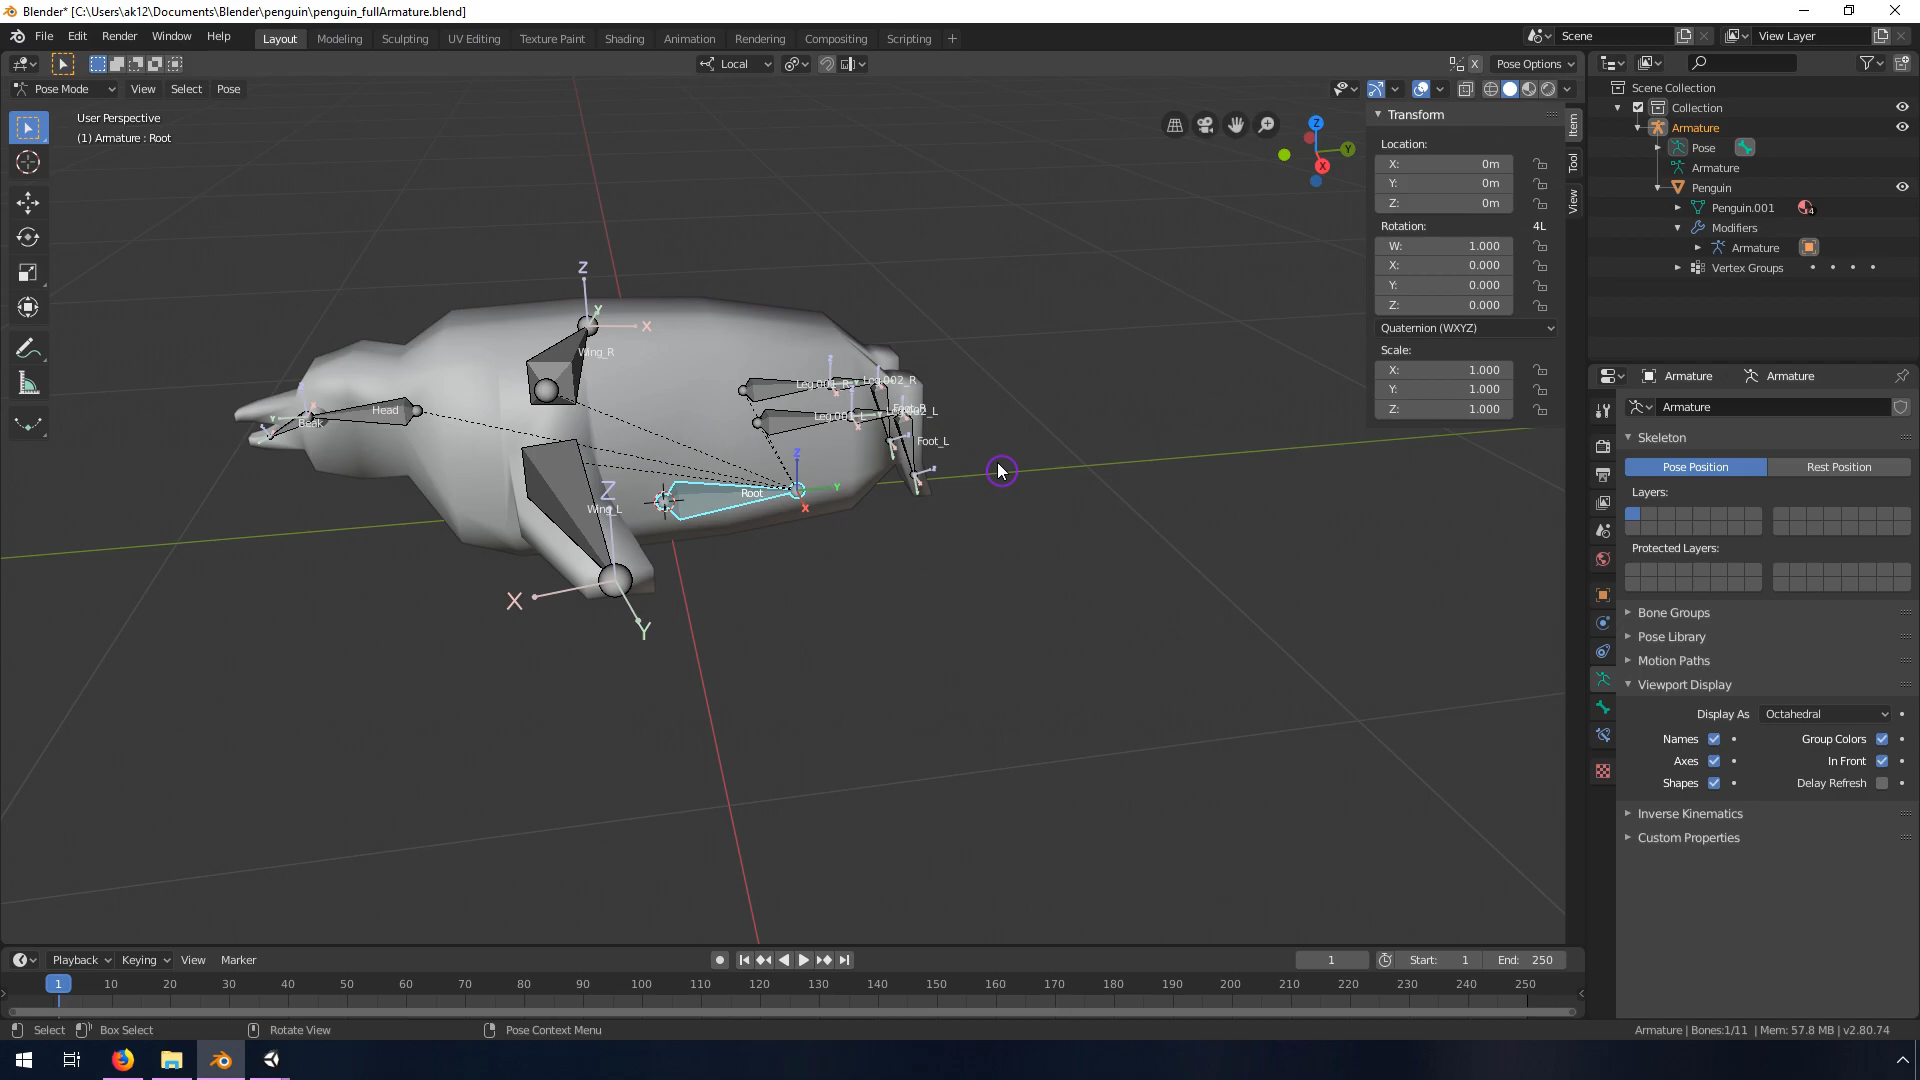 Blender* [C:\Users\ak12\Documents\Blender\penguin\penguin_fullArmature.blend]
File Edit Render Window Help Layout Modeling Sculpting UV Editing Texture Paint Shading Animation Rendering Compositing Scripting + Scene View Layer
Local X Pose Options
Pose Mode View Select Pose
User Perspective
(1) Armature : Root
Z
Y
X
Transform
Location:
X: 0m
Y: 0m
Z: 0m
Rotation: 4L
W: 1.000
X: 0.000
Y: 0.000
Z: 0.000
Quaternion (WXYZ)
Scale:
X: 1.000
Y: 1.000
Z: 1.000
Item
Tool
View
Z
Y
X
Wing_R
Leg.001_R
Leg.002_R
Head
Beak
Leg.001_L
Foot_L
Z
Y
X
Root
Z
Wing_L
X
Y
Scene Collection
Collection
Armature
Pose
Armature
Penguin
Penguin.001 4
Modifiers
Armature
Vertex Groups
Armature Armature
Armature
Skeleton
Pose Position Rest Position
Layers:
Protected Layers:
Bone Groups
Pose Library
Motion Paths
Viewport Display
Display As Octahedral
Names Group Colors
Axes In Front
Shapes Delay Refresh
Inverse Kinematics
Custom Properties
Playback Keying View Marker 1 Start: 1 End: 250
1 10 20 30 40 50 60 70 80 90 100 110 120 130 140 150 160 170 180 190 200 210 220 230 240 250
Select Box Select Rotate View Pose Context Menu Armature | Bones:1/11 | Mem: 57.8 MB | v2.80.74